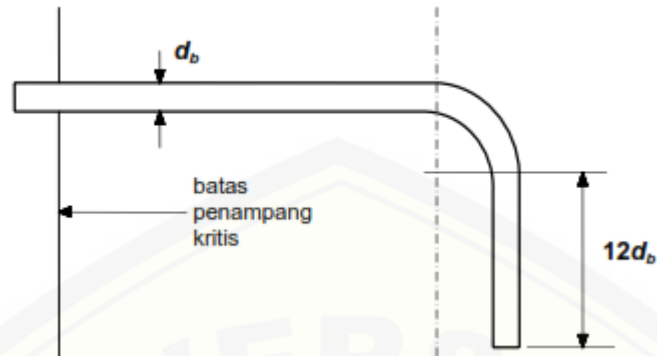 d_b
batas
penampang
kritis
12d_b